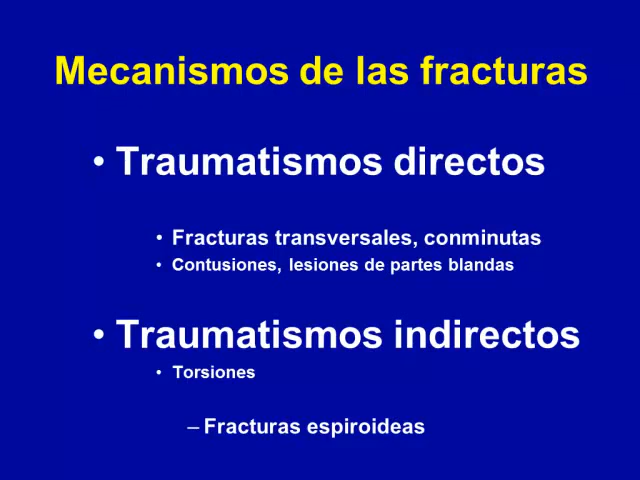 Mecanismos de las fracturas
• Traumatismos directos
• Fracturas transversales, conminutas
• Contusiones, lesiones de partes blandas
• Traumatismos indirectos
• Torsiones
– Fracturas espiroideas